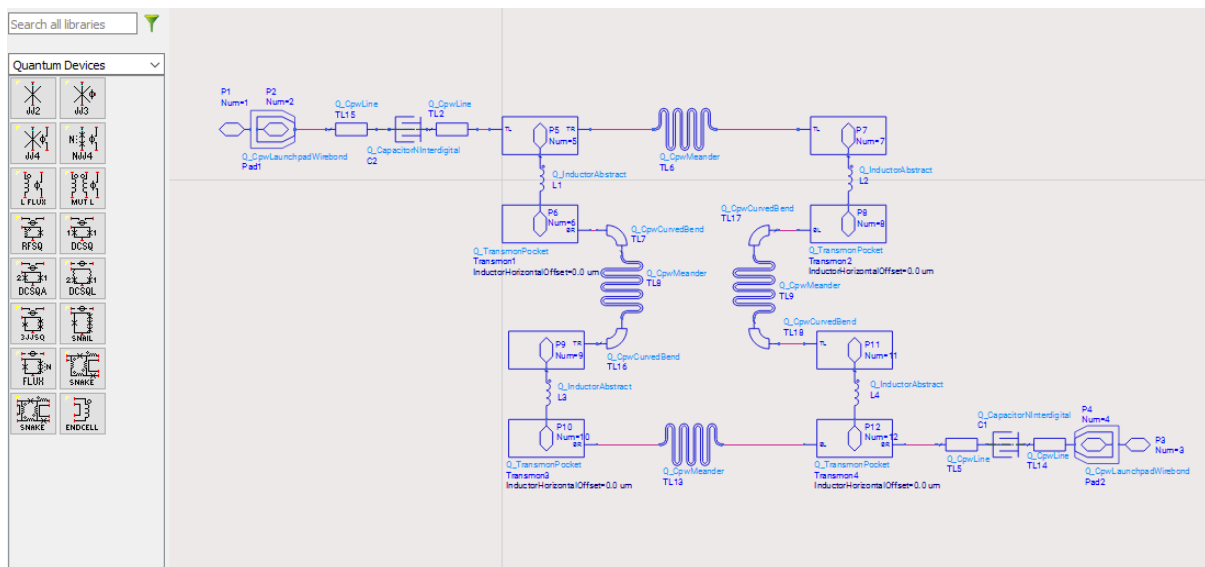 Search all libraries
Quantum Devices
JJ2
JJ3
JJ4
NJJ4
L FLUX
MUT L
RFSQ
DCSQ
DCSQA
DCSQL
3JJSQ
SNAIL
FLUX
SNAKE
SNAKE
ENDCELL
P1
Num=1
P2
Num=2
Q_CpwLaunchpadWirebond
Pad1
Q_CpwLine
TL15
Q_CapacitorNInterdigital
C2
Q_CpwLine
TL2
TL
TR
P5
Num=5
Q_CpwMeander
TL6
TL
P7
Num=7
Q_InductorAbstract
L1
Q_InductorAbstract
L2
P6
Num=6
BR
Q_TransmonPocket
Transmon1
InductorHorizontalOffset=0.0 um
Q_CpwCurvedBend
TL7
Q_CpwCurvedBend
TL17
P8
Num=8
BL
Q_TransmonPocket
Transmon2
InductorHorizontalOffset=0.0 um
Q_CpwMeander
TL8
Q_CpwMeander
TL9
Q_CpwCurvedBend
TL18
P9
Num=9
TR
Q_CpwCurvedBend
TL16
TL
P11
Num=11
Q_InductorAbstract
L3
Q_InductorAbstract
L4
P10
Num=10
BR
Q_TransmonPocket
Transmon3
InductorHorizontalOffset=0.0 um
Q_CpwMeander
TL13
BL
P12
Num=12
Q_TransmonPocket
Transmon4
InductorHorizontalOffset=0.0 um
Q_CpwLine
TL5
Q_CapacitorNInterdigital
C1
Q_CpwLine
TL14
P4
Num=4
Q_CpwLaunchpadWirebond
Pad2
P3
Num=3